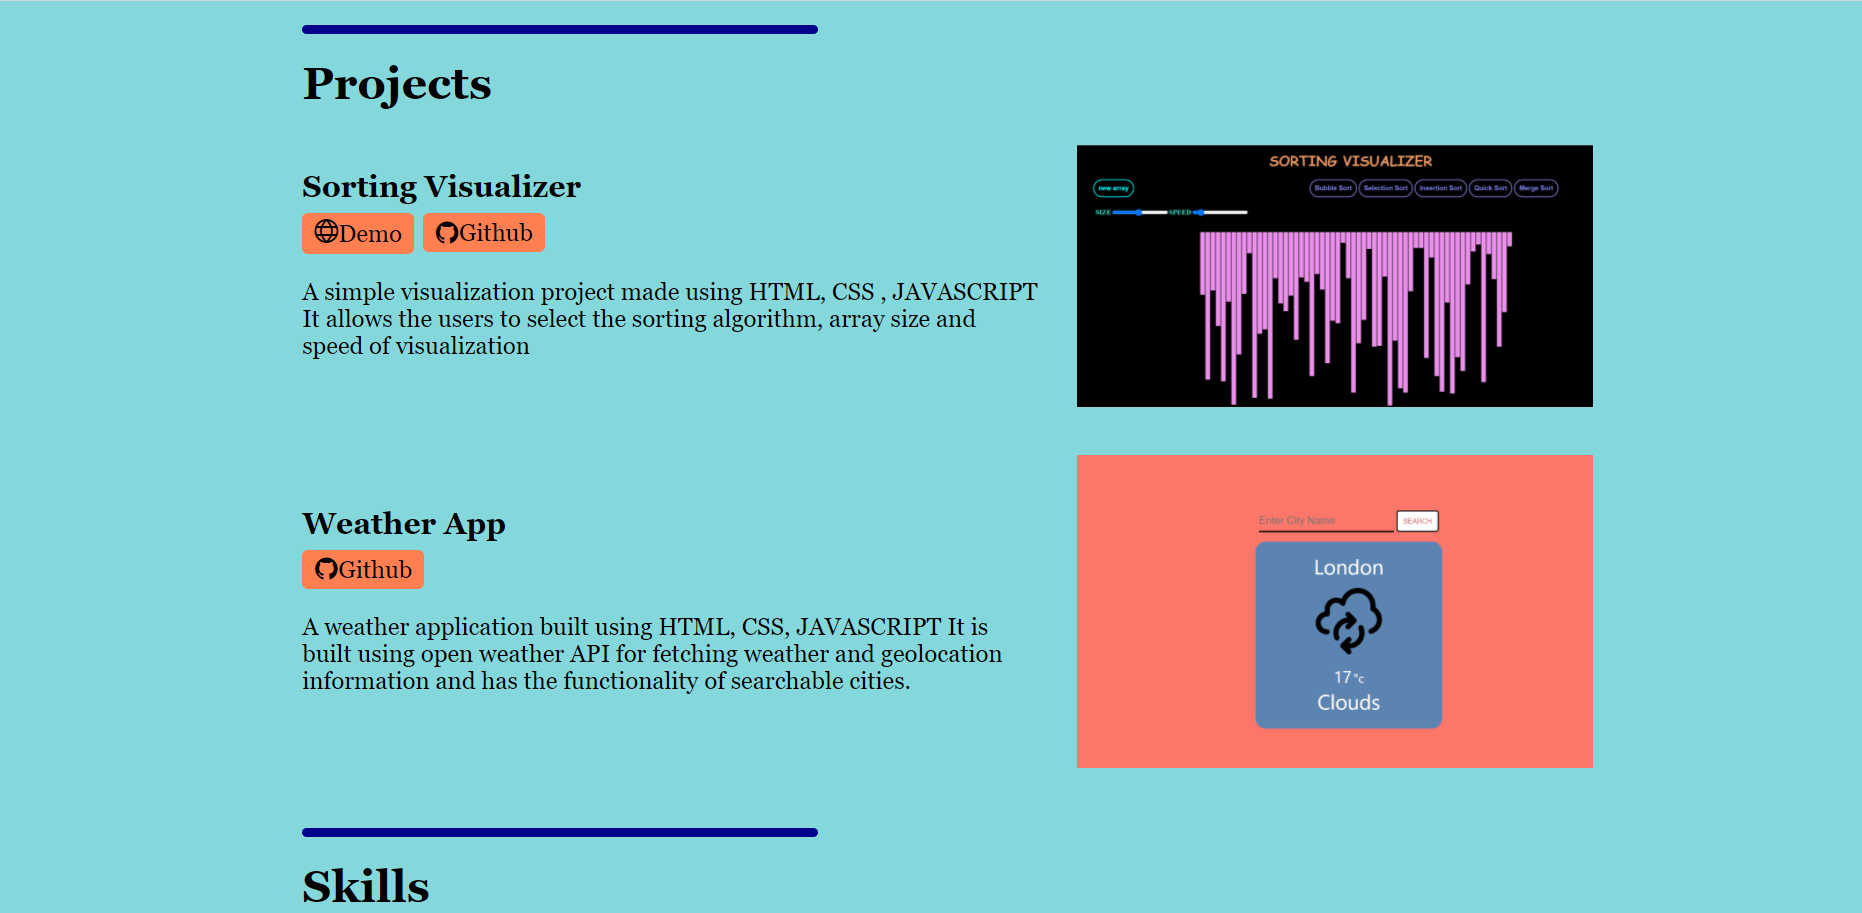 Projects
Sorting Visualizer
Demo Github
A simple visualization project made using HTML, CSS , JAVASCRIPT
It allows the users to select the sorting algorithm, array size and
speed of visualization
SORTING VISUALIZER
new array Bubble Sort Selection Sort Insertion Sort Quick Sort Merge Sort
SIZE SPEED
Weather App
Github
A weather application built using HTML, CSS, JAVASCRIPT It is
built using open weather API for fetching weather and geolocation
information and has the functionality of searchable cities.
Enter City Name SEARCH
London
17 °c
Clouds
Skills